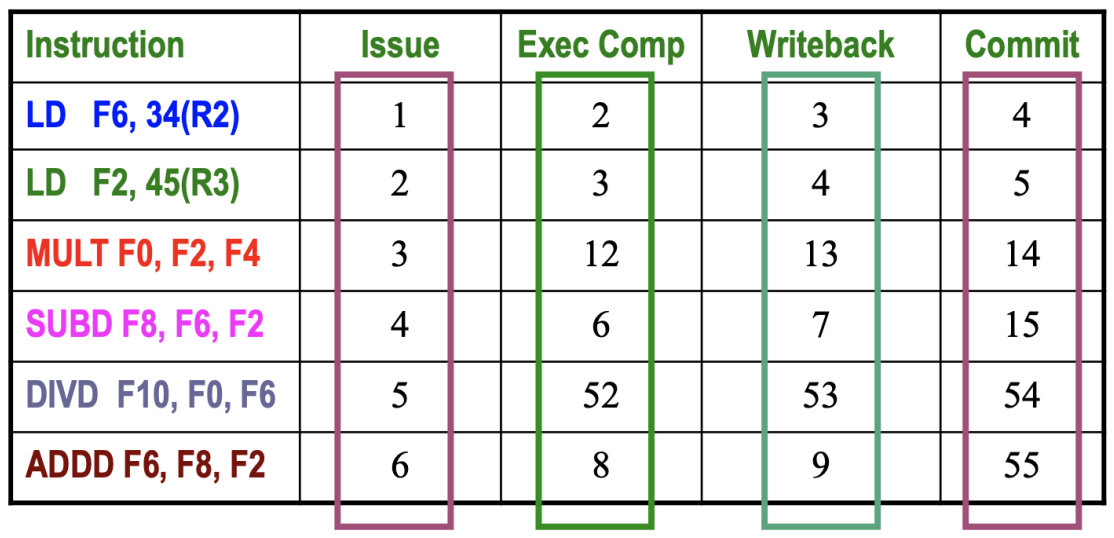 Instruction Issue Exec Comp Writeback Commit
LD F6, 34(R2) 1 2 3 4
LD F2, 45(R3) 2 3 4 5
MULT F0, F2, F4 3 12 13 14
SUBD F8, F6, F2 4 6 7 15
DIVD F10, F0, F6 5 52 53 54
ADDD F6, F8, F2 6 8 9 55